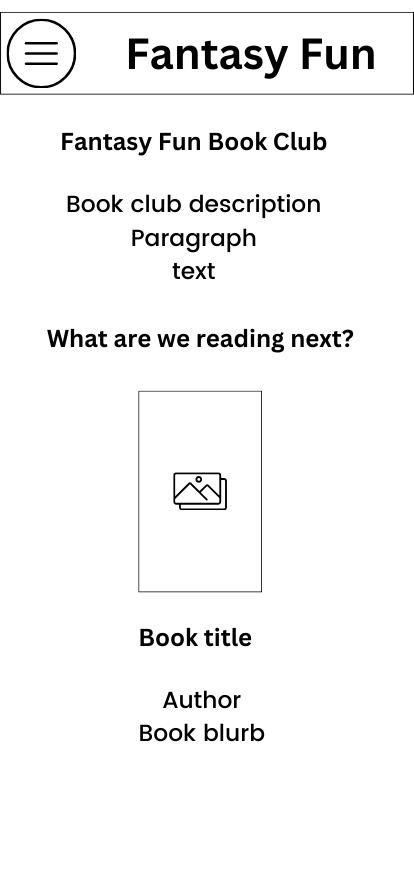 Fantasy Fun
Fantasy Fun Book Club
Book club description
Paragraph
text
What are we reading next?
Book title
Author
Book blurb